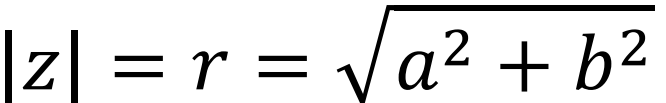 |z| = r = √(a² + b²)